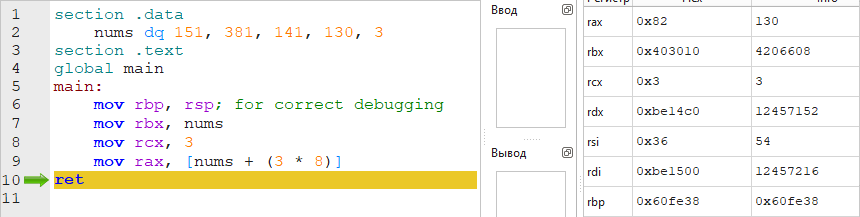 1 section .data
2 nums dq 151, 381, 141, 130, 3
3 section .text
4 global main
5 main:
6 mov rbp, rsp; for correct debugging
7 mov rbx, nums
8 mov rcx, 3
9 mov rax, [nums + (3 * 8)]
10 ret
11
Ввод
Вывод
rax 0x82 130
rbx 0x403010 4206608
rcx 0x3 3
rdx 0xbe14c0 12457152
rsi 0x36 54
rdi 0xbe1500 12457216
rbp 0x60fe38 0x60fe38